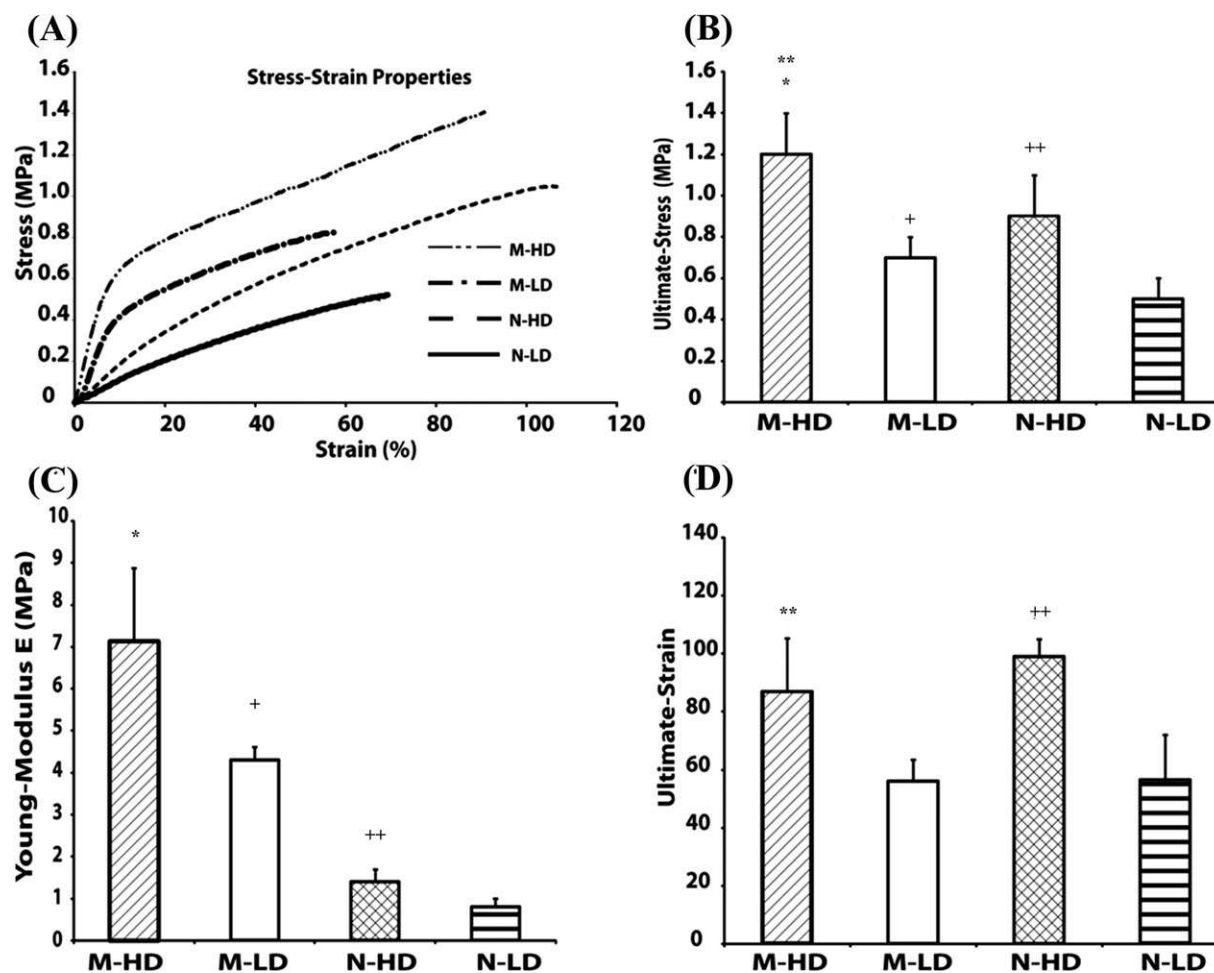 (A)
Stress-Strain Properties
1.6
1.4
1.2
1.0
0.8
0.6
0.4
0.2
0
Stress (MPa)
0 20 40 60 80 100 120
Strain (%)
M-HD
M-LD
N-HD
N-LD
(B)
1.6
1.4
1.2
1.0
0.8
0.6
0.4
0.2
0
Ultimate-Stress (MPa)
**
*
+
++
M-HD M-LD N-HD N-LD
(C)
10
9
8
7
6
5
4
3
2
1
0
Young-Modulus E (MPa)
*
+
++
M-HD M-LD N-HD N-LD
(D)
140
120
100
80
60
40
20
0
Ultimate-Strain
**
++
M-HD M-LD N-HD N-LD